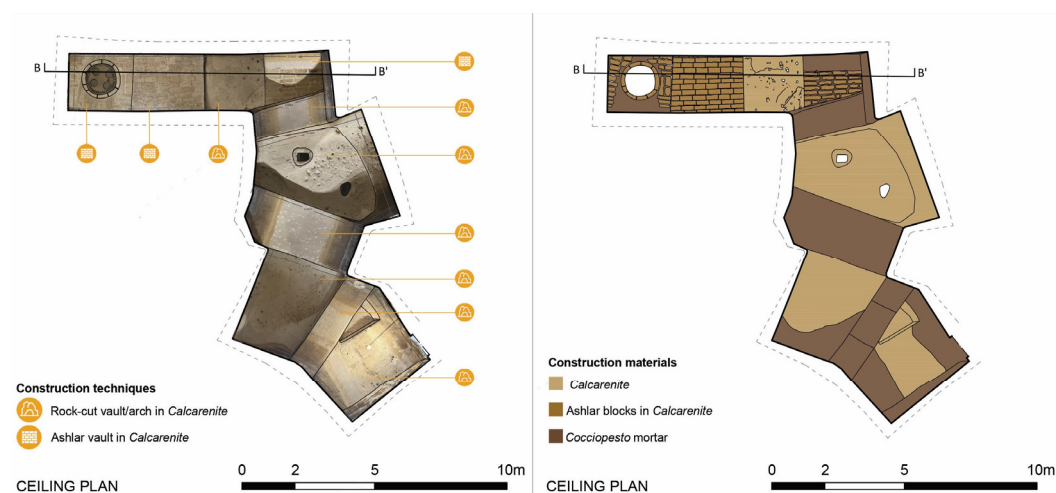 B
B'
Construction techniques
Rock-cut vault/arch in Calcarenite
Ashlar vault in Calcarenite
CEILING PLAN
0 2 5 10m
B
B'
Construction materials
Calcarenite
Ashlar blocks in Calcarenite
Cocciopesto mortar
CEILING PLAN
0 2 5 10m